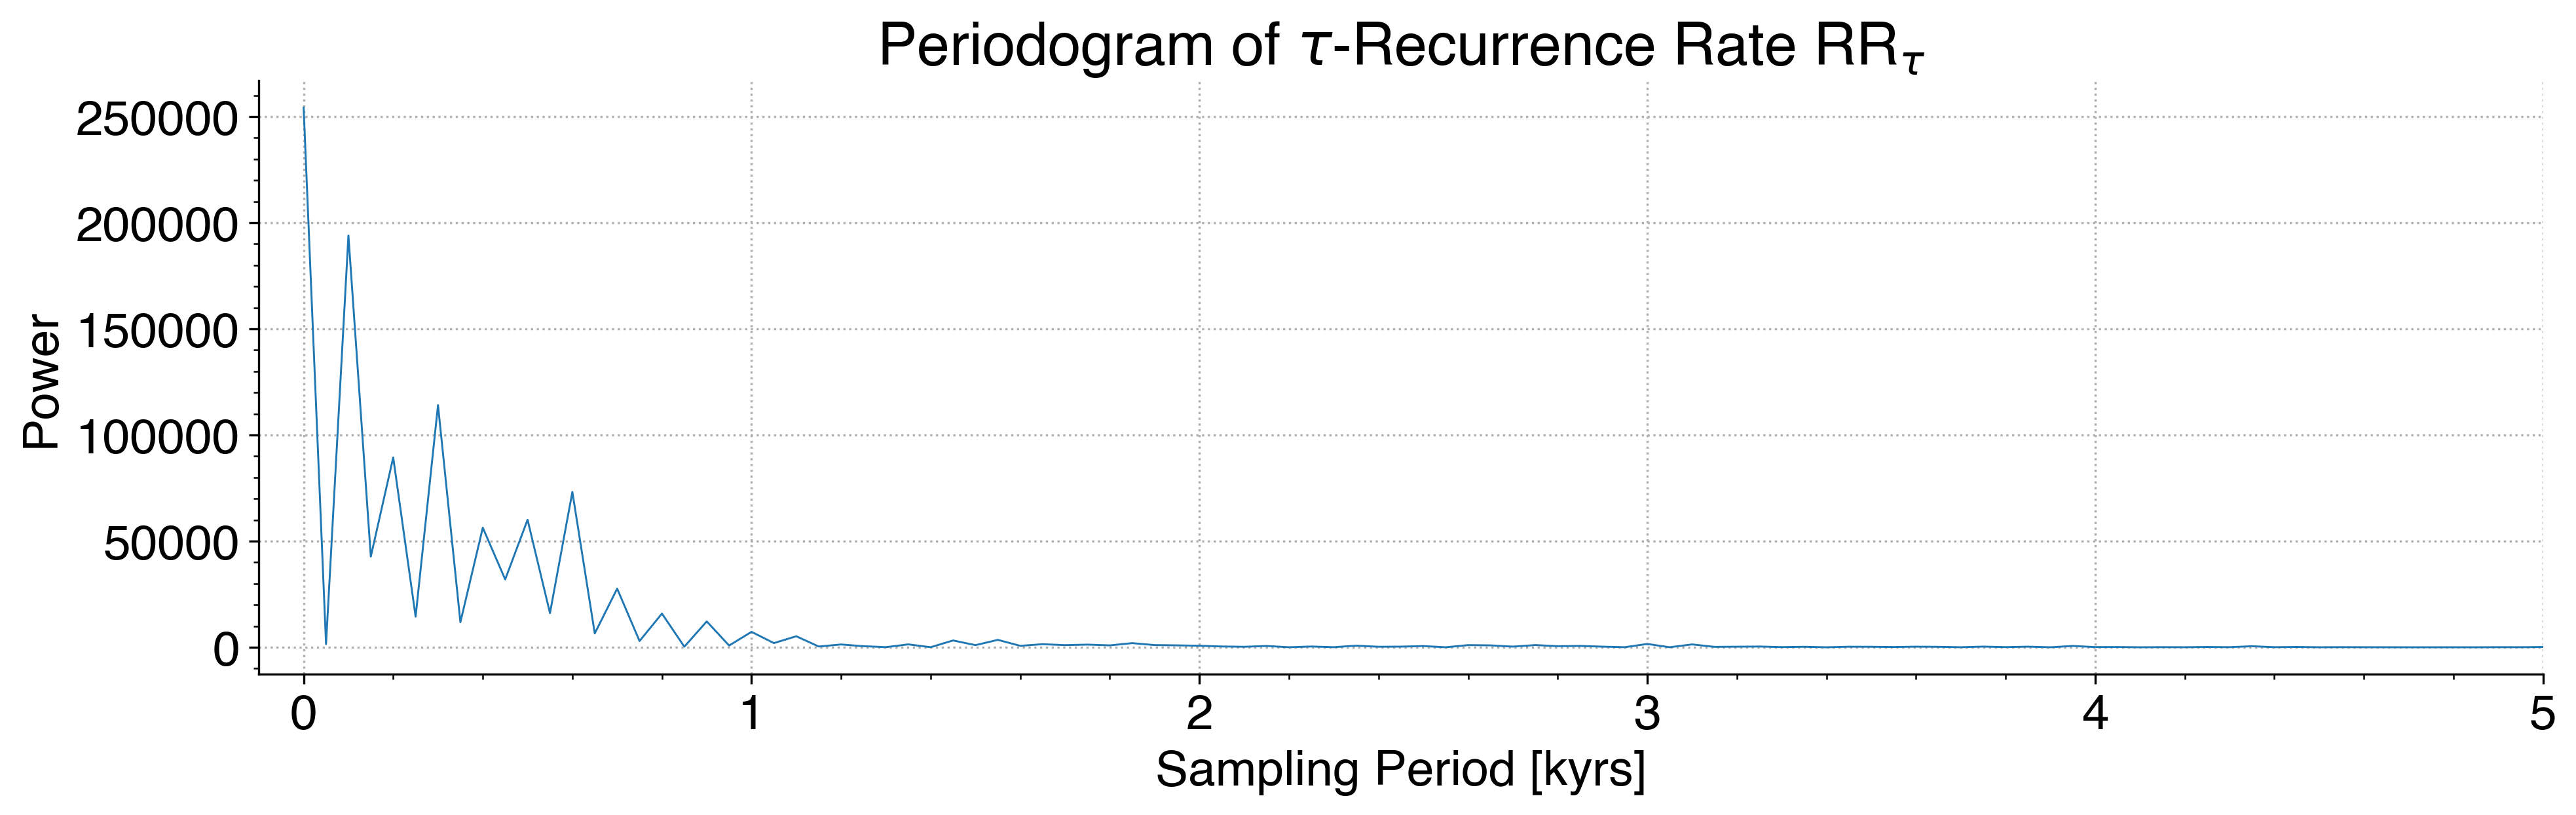 Periodogram of τ-Recurrence Rate RRτ
Power
250000
200000
150000
100000
50000
0
0 1 2 3 4 5
Sampling Period [kyrs]